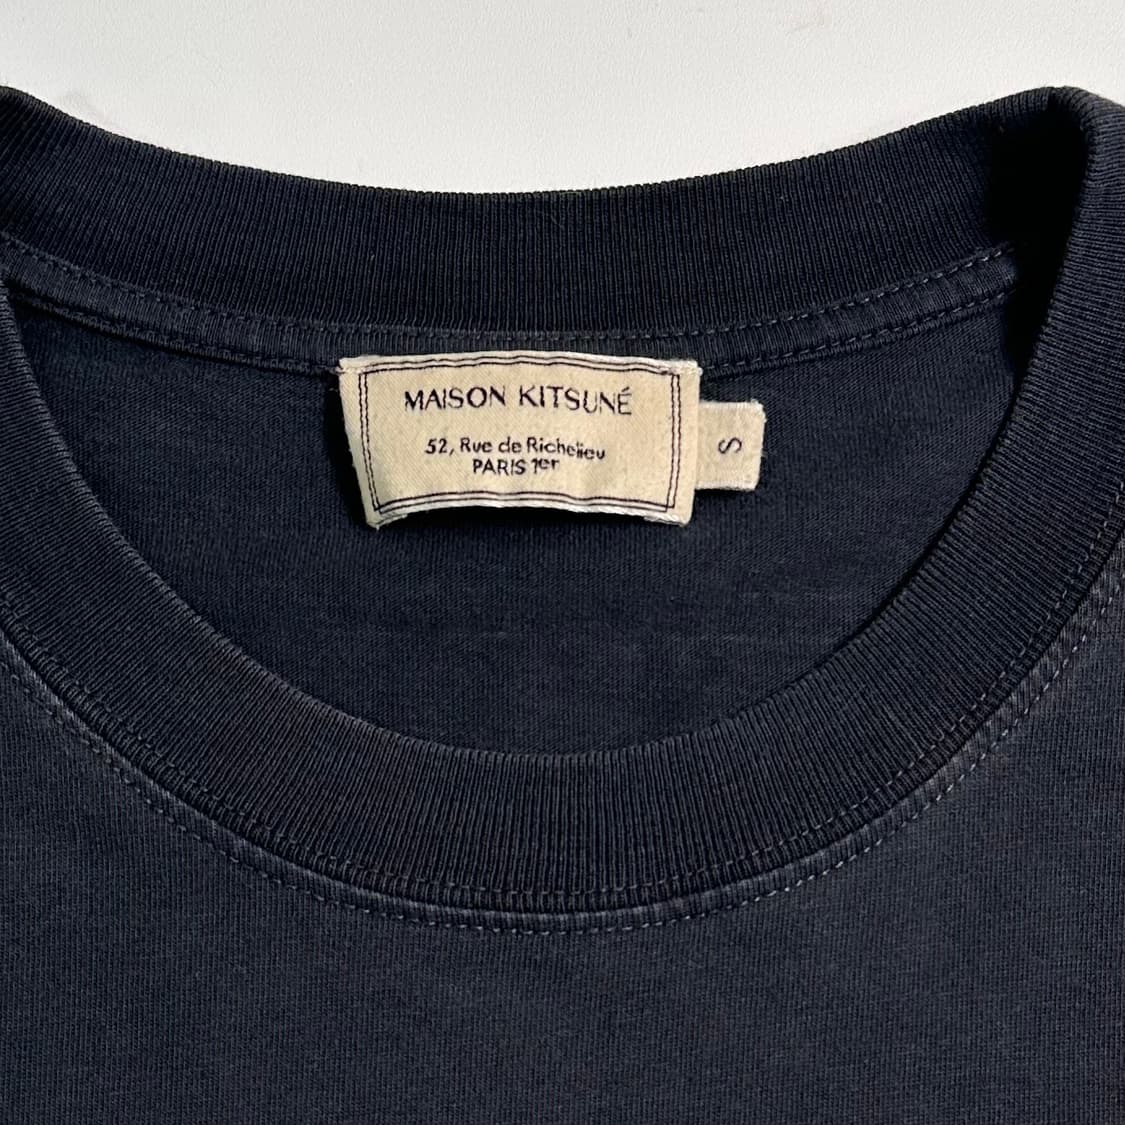 MAISON KITSUNÉ
52, Rue de Richelieu
PARIS 1er
S